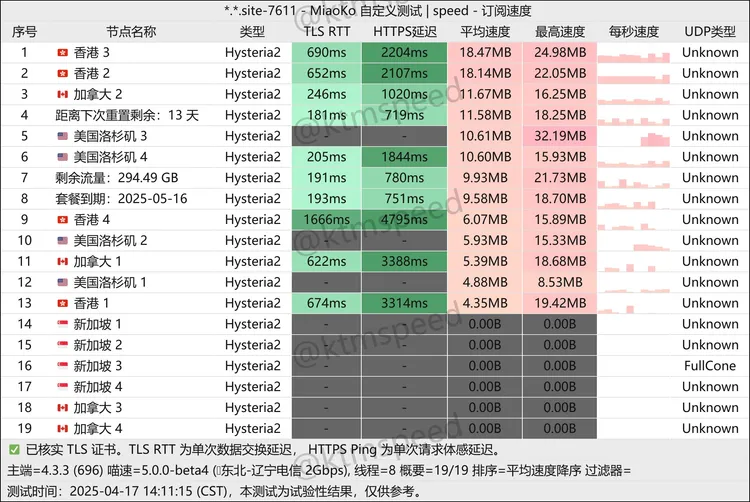 *.*.site-7611 - MiaoKo 自定义测试 | speed - 订阅速度
序号 节点名称 类型 TLS RTT HTTPS延迟 平均速度 最高速度 每秒速度 UDP类型
1 香港 3 Hysteria2 690ms 2204ms 18.47MB 24.98MB Unknown
2 香港 2 Hysteria2 652ms 2107ms 18.14MB 22.05MB Unknown
3 加拿大 2 Hysteria2 246ms 1020ms 11.67MB 16.25MB Unknown
4 距离下次重置剩余：13 天 Hysteria2 181ms 719ms 11.58MB 18.25MB Unknown
5 美国洛杉矶 3 Hysteria2 - - 10.61MB 32.19MB Unknown
6 美国洛杉矶 4 Hysteria2 205ms 1844ms 10.60MB 15.93MB Unknown
7 剩余流量：294.49 GB Hysteria2 191ms 780ms 9.93MB 21.73MB Unknown
8 套餐到期：2025-05-16 Hysteria2 193ms 751ms 9.58MB 18.70MB Unknown
9 香港 4 Hysteria2 1666ms 4795ms 6.07MB 15.89MB Unknown
10 美国洛杉矶 2 Hysteria2 - - 5.93MB 15.33MB Unknown
11 加拿大 1 Hysteria2 622ms 3388ms 5.39MB 18.68MB Unknown
12 美国洛杉矶 1 Hysteria2 - - 4.88MB 8.53MB Unknown
13 香港 1 Hysteria2 674ms 3314ms 4.35MB 19.42MB Unknown
14 新加坡 1 Hysteria2 - - 0.00B 0.00B Unknown
15 新加坡 2 Hysteria2 - - 0.00B 0.00B Unknown
16 新加坡 3 Hysteria2 - - 0.00B 0.00B FullCone
17 新加坡 4 Hysteria2 - - 0.00B 0.00B Unknown
18 加拿大 3 Hysteria2 - - 0.00B 0.00B Unknown
19 加拿大 4 Hysteria2 - - 0.00B 0.00B Unknown
✅ 已核实 TLS 证书。TLS RTT 为单次数据交换延迟， HTTPS Ping 为单次请求体感延迟。
主端=4.3.3 (696) 喵速=5.0.0-beta4 (东北-辽宁电信 2Gbps), 线程=8 概要=19/19 排序=平均速度降序 过滤器=
测试时间：2025-04-17 14:11:15 (CST)，本测试为试验性结果，仅供参考。
@ktmspeed
@ktmspeed
@ktmspeed